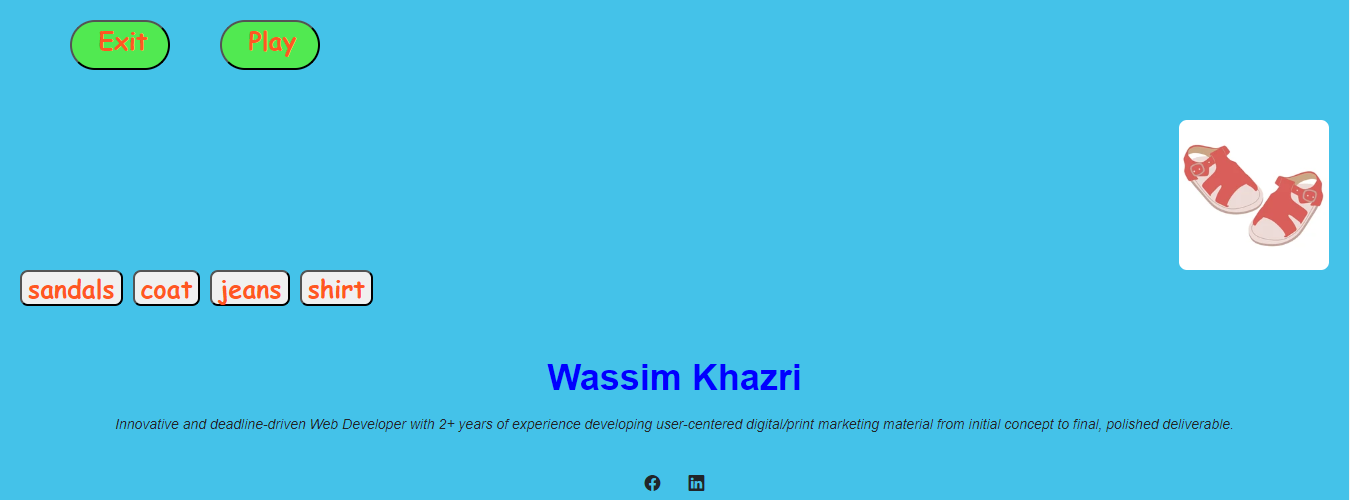 Exit Play
sandals coat jeans shirt
Wassim Khazri
Innovative and deadline-driven Web Developer with 2+ years of experience developing user-centered digital/print marketing material from initial concept to final, polished deliverable.